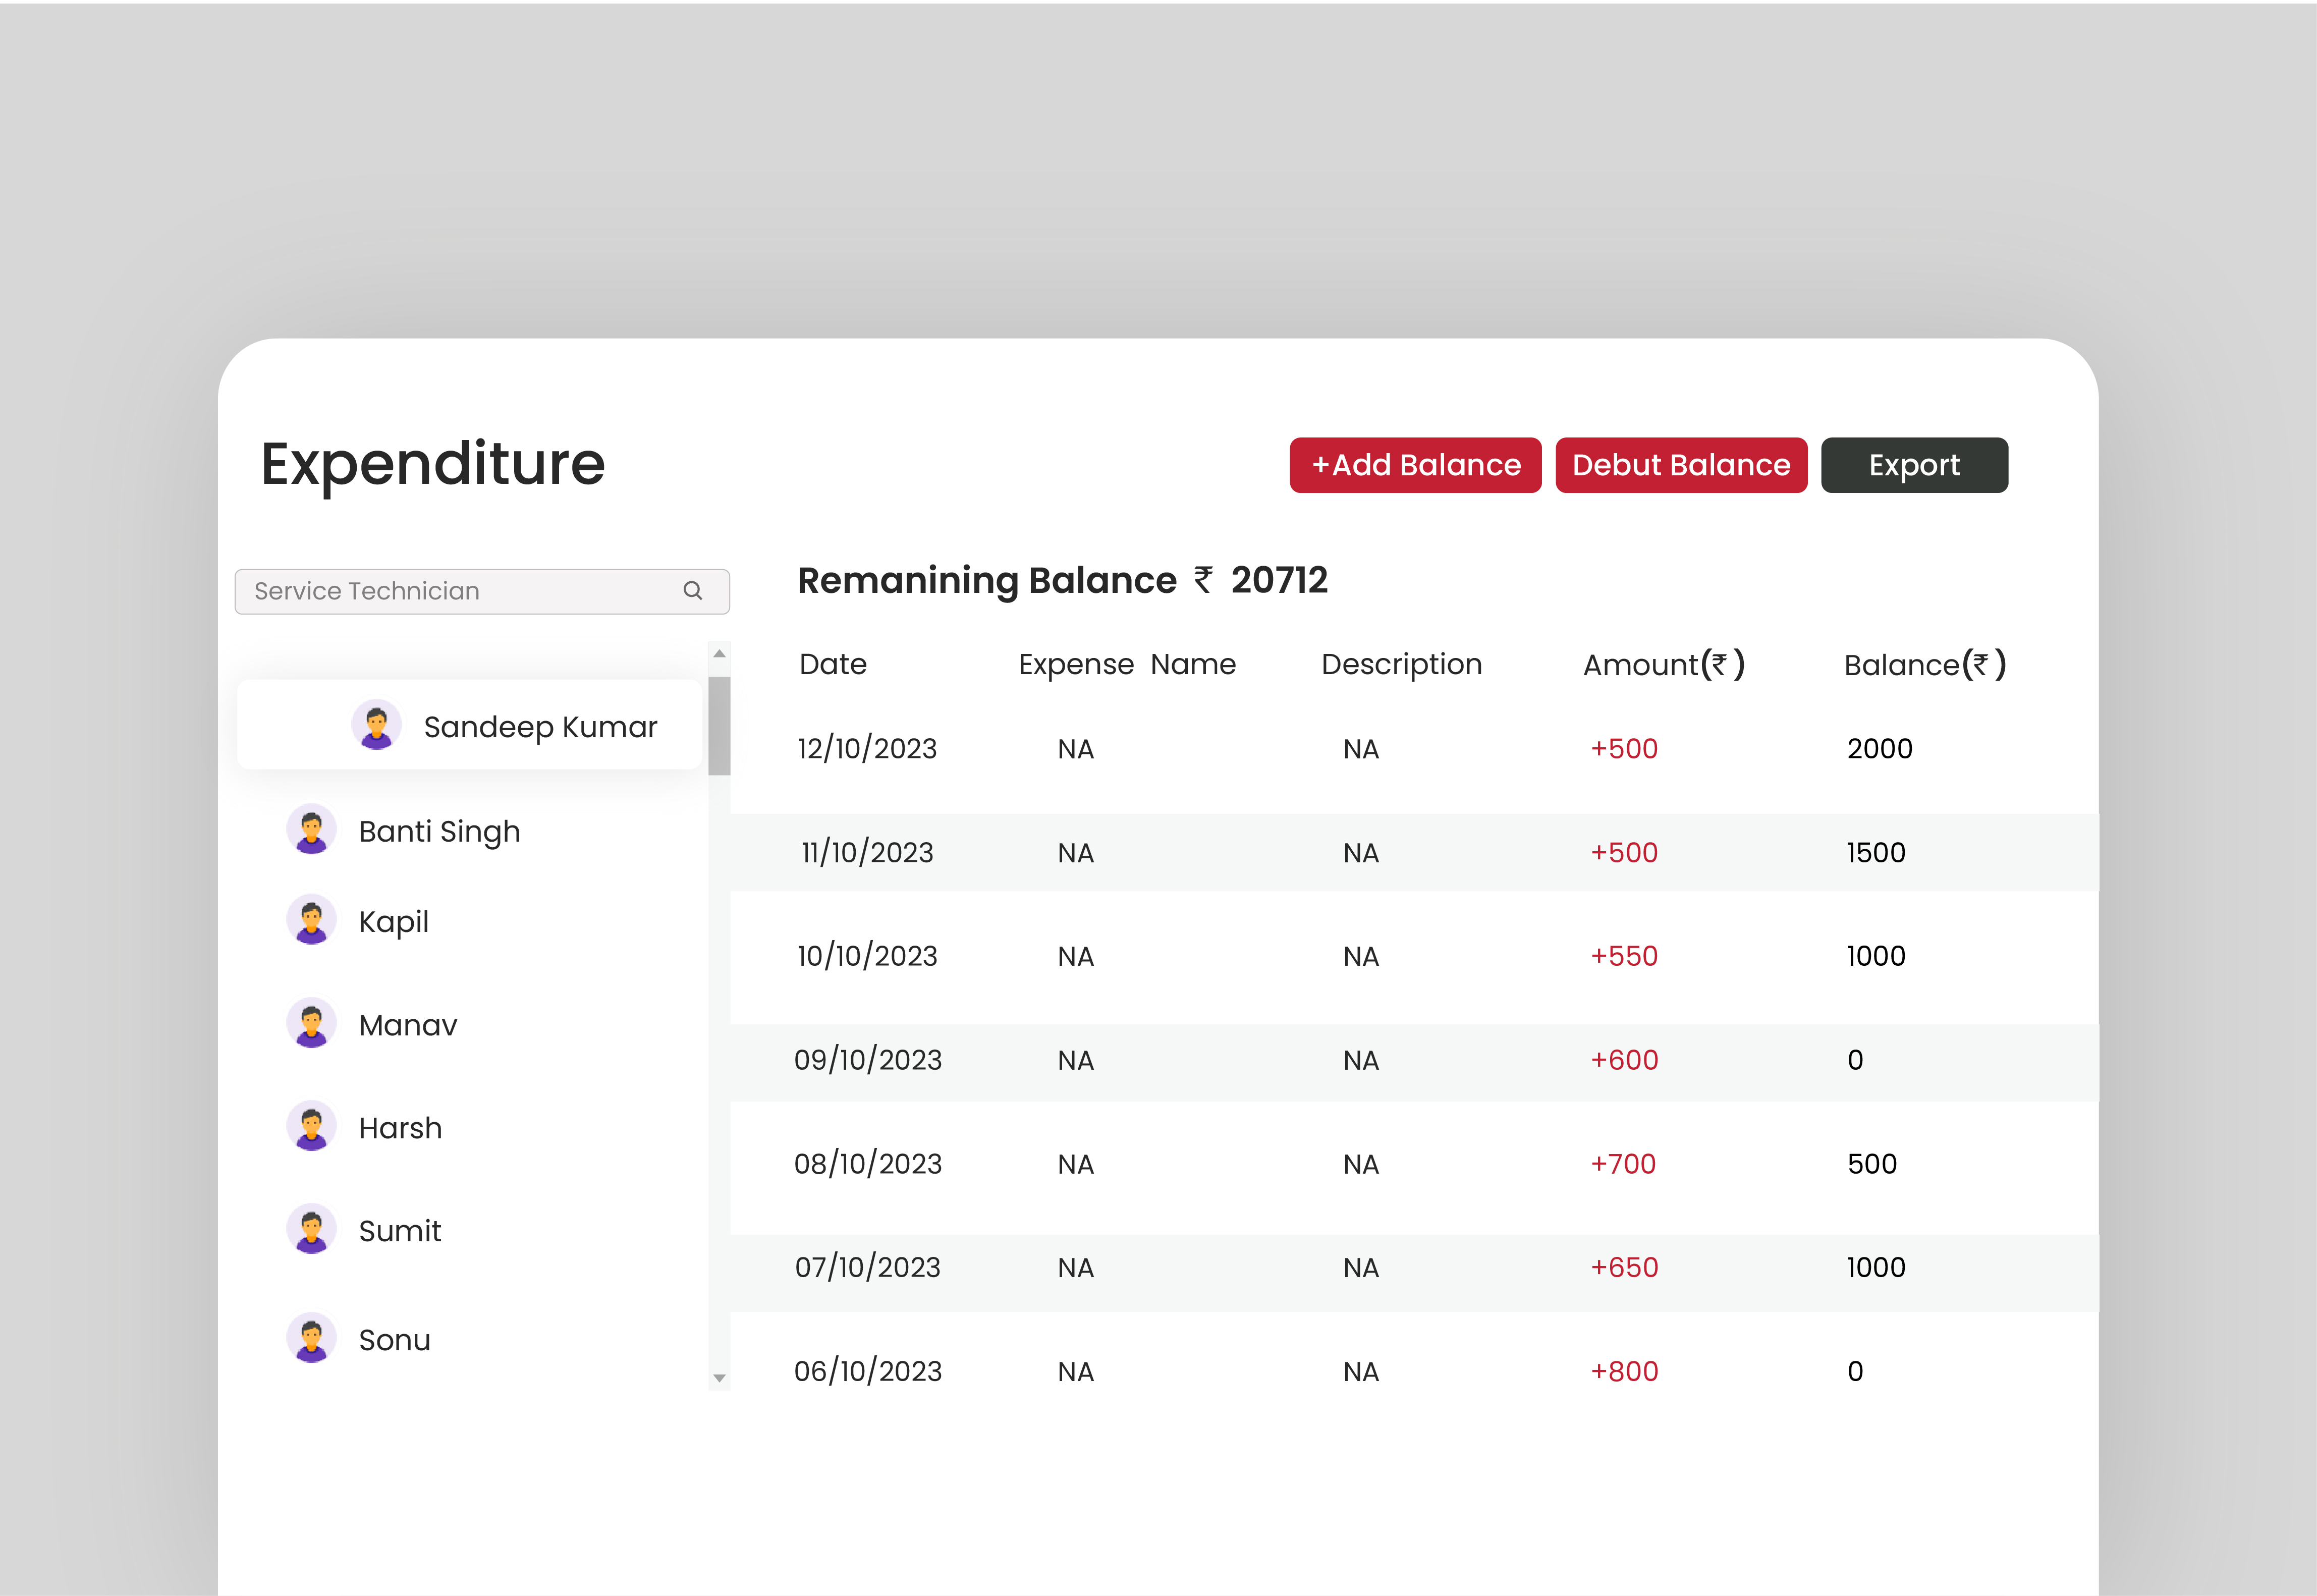 Expenditure
+Add Balance Debut Balance Export
Service Technician
Sandeep Kumar
Banti Singh
Kapil
Manav
Harsh
Sumit
Sonu
Remanining Balance ₹ 20712
Date Expense Name Description Amount(₹ ) Balance(₹ )
12/10/2023 NA NA +500 2000
11/10/2023 NA NA +500 1500
10/10/2023 NA NA +550 1000
09/10/2023 NA NA +600 0
08/10/2023 NA NA +700 500
07/10/2023 NA NA +650 1000
06/10/2023 NA NA +800 0